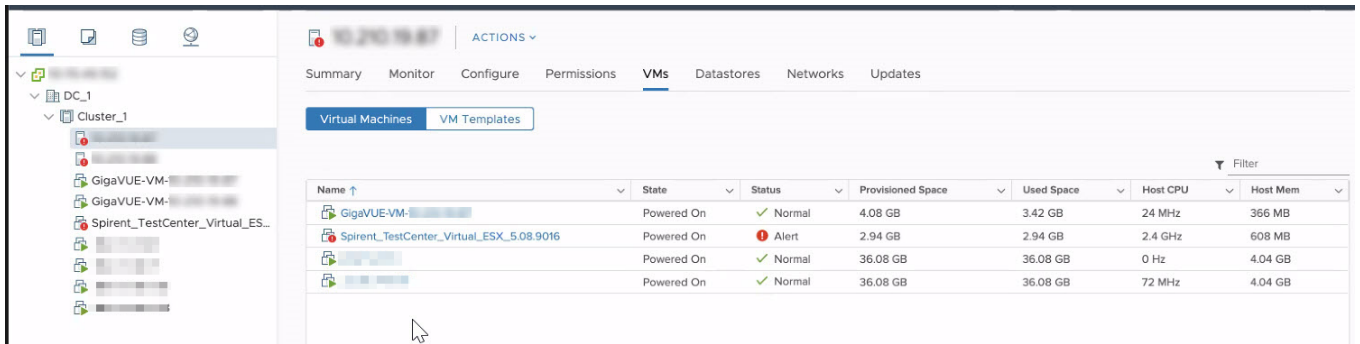 ACTIONS
Summary Monitor Configure Permissions VMs Datastores Networks Updates
DC_1
Cluster_1
Virtual Machines VM Templates
GigaVUE-VM-
GigaVUE-VM-
Spirent_TestCenter_Virtual_ES...
Filter
Name State Status Provisioned Space Used Space Host CPU Host Mem
GigaVUE-VM- Powered On Normal 4.08 GB 3.42 GB 24 MHz 366 MB
Spirent_TestCenter_Virtual_ESX_5.08.9016 Powered On Alert 2.94 GB 2.94 GB 2.4 GHz 608 MB
Powered On Normal 36.08 GB 36.08 GB 0 Hz 4.04 GB
Powered On Normal 36.08 GB 36.08 GB 72 MHz 4.04 GB